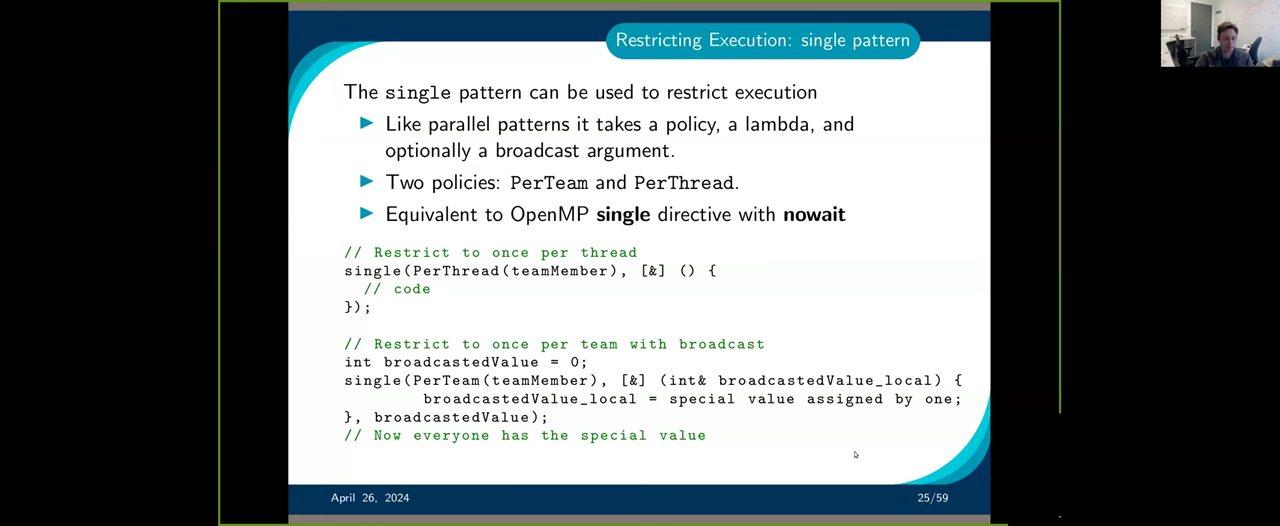 Restricting Execution: single pattern
The single pattern can be used to restrict execution
Like parallel patterns it takes a policy, a lambda, and
optionally a broadcast argument.
Two policies: PerTeam and PerThread.
Equivalent to OpenMP single directive with nowait
// Restrict to once per thread
single(PerThread(teamMember), [&] () {
// code
});
// Restrict to once per team with broadcast
int broadcastedValue = 0;
single(PerTeam(teamMember), [&] (int& broadcastedValue_local) {
broadcastedValue_local = special value assigned by one;
}, broadcastedValue);
// Now everyone has the special value
April 26, 2024
25/59